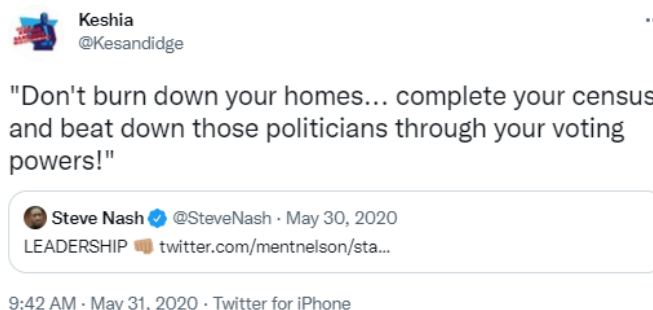 Keshia
@Kesandidge
"Don't burn down your homes... complete your census
and beat down those politicians through your voting
powers!"
Steve Nash @SteveNash · May 30, 2020
LEADERSHIP 👊🏽 twitter.com/mentnelson/sta...
9:42 AM · May 31, 2020 · Twitter for iPhone